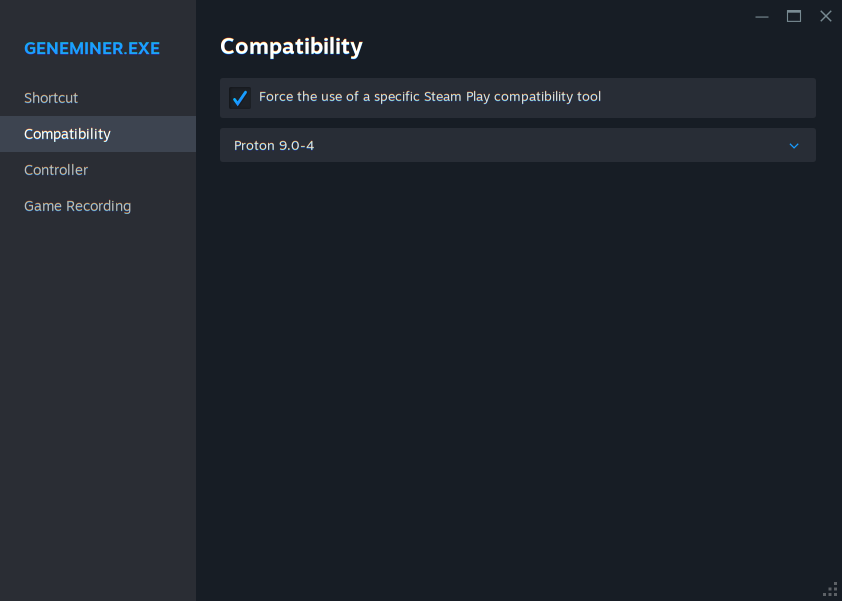 GENEMINER.EXE
Shortcut
Compatibility
Controller
Game Recording
Compatibility
Force the use of a specific Steam Play compatibility tool
Proton 9.0-4